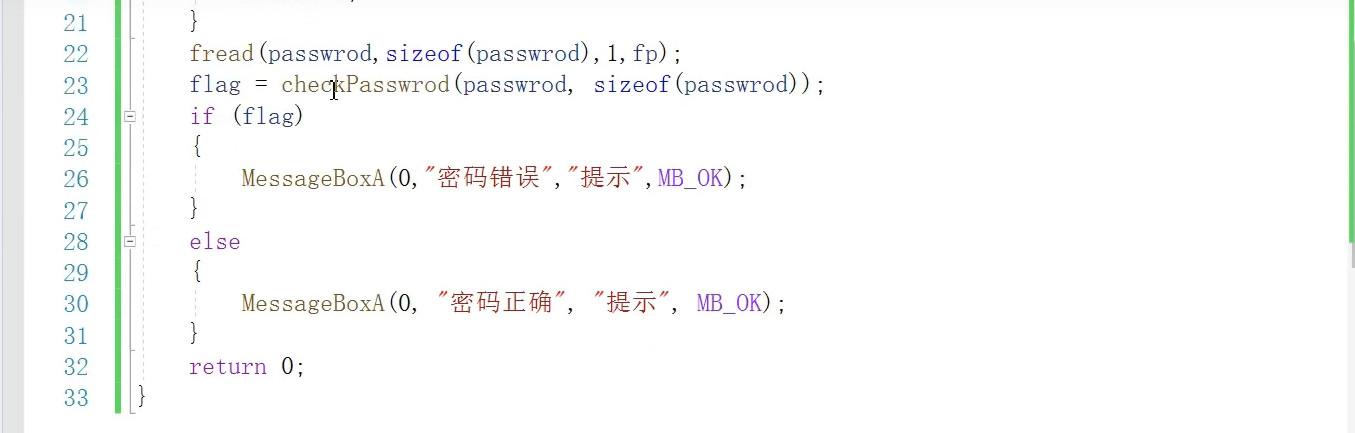 21 }
22 fread(passwrod,sizeof(passwrod),1,fp);
23 flag = checkPasswrod(passwrod, sizeof(passwrod));
24 if (flag)
25 {
26 MessageBoxA(0,"密码错误","提示",MB_OK);
27 }
28 else
29 {
30 MessageBoxA(0, "密码正确", "提示", MB_OK);
31 }
32 return 0;
33 }